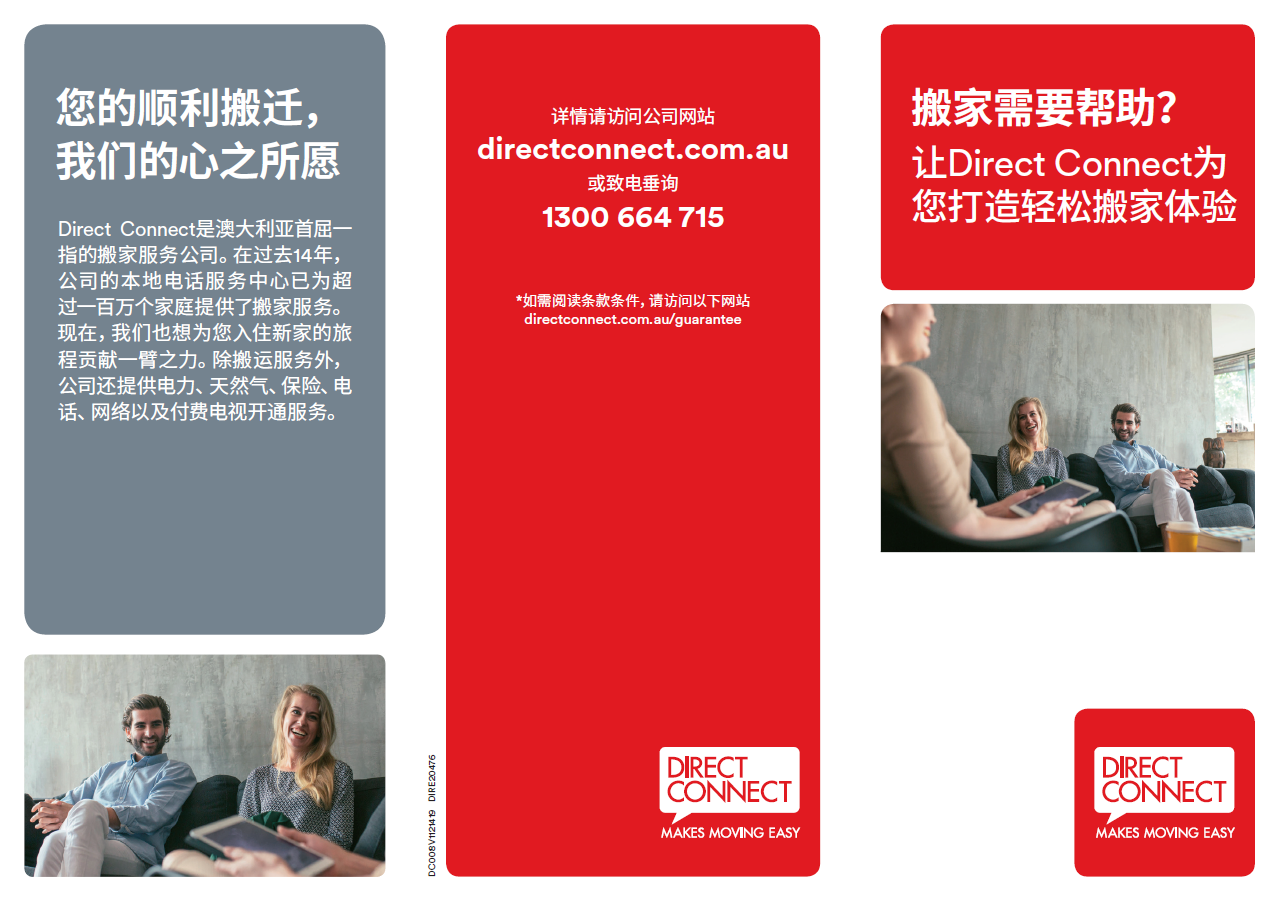 您的顺利搬迁，
我们的心之所愿
Direct Connect是澳大利亚首屈一
指的搬家服务公司。在过去14年，
公司的本地电话服务中心已为超
过一百万个家庭提供了搬家服务。
现在，我们也想为您入住新家的旅
程贡献一臂之力。除搬运服务外，
公司还提供电力、天然气、保险、电
话、网络以及付费电视开通服务。
DC008V1121419 DIRE20476
详情请访问公司网站
directconnect.com.au
或致电垂询
1300 664 715
*如需阅读条款条件，请访问以下网站
directconnect.com.au/guarantee
DIRECT
CONNECT
MAKES MOVING EASY
搬家需要帮助？
让Direct Connect为
您打造轻松搬家体验
DIRECT
CONNECT
MAKES MOVING EASY